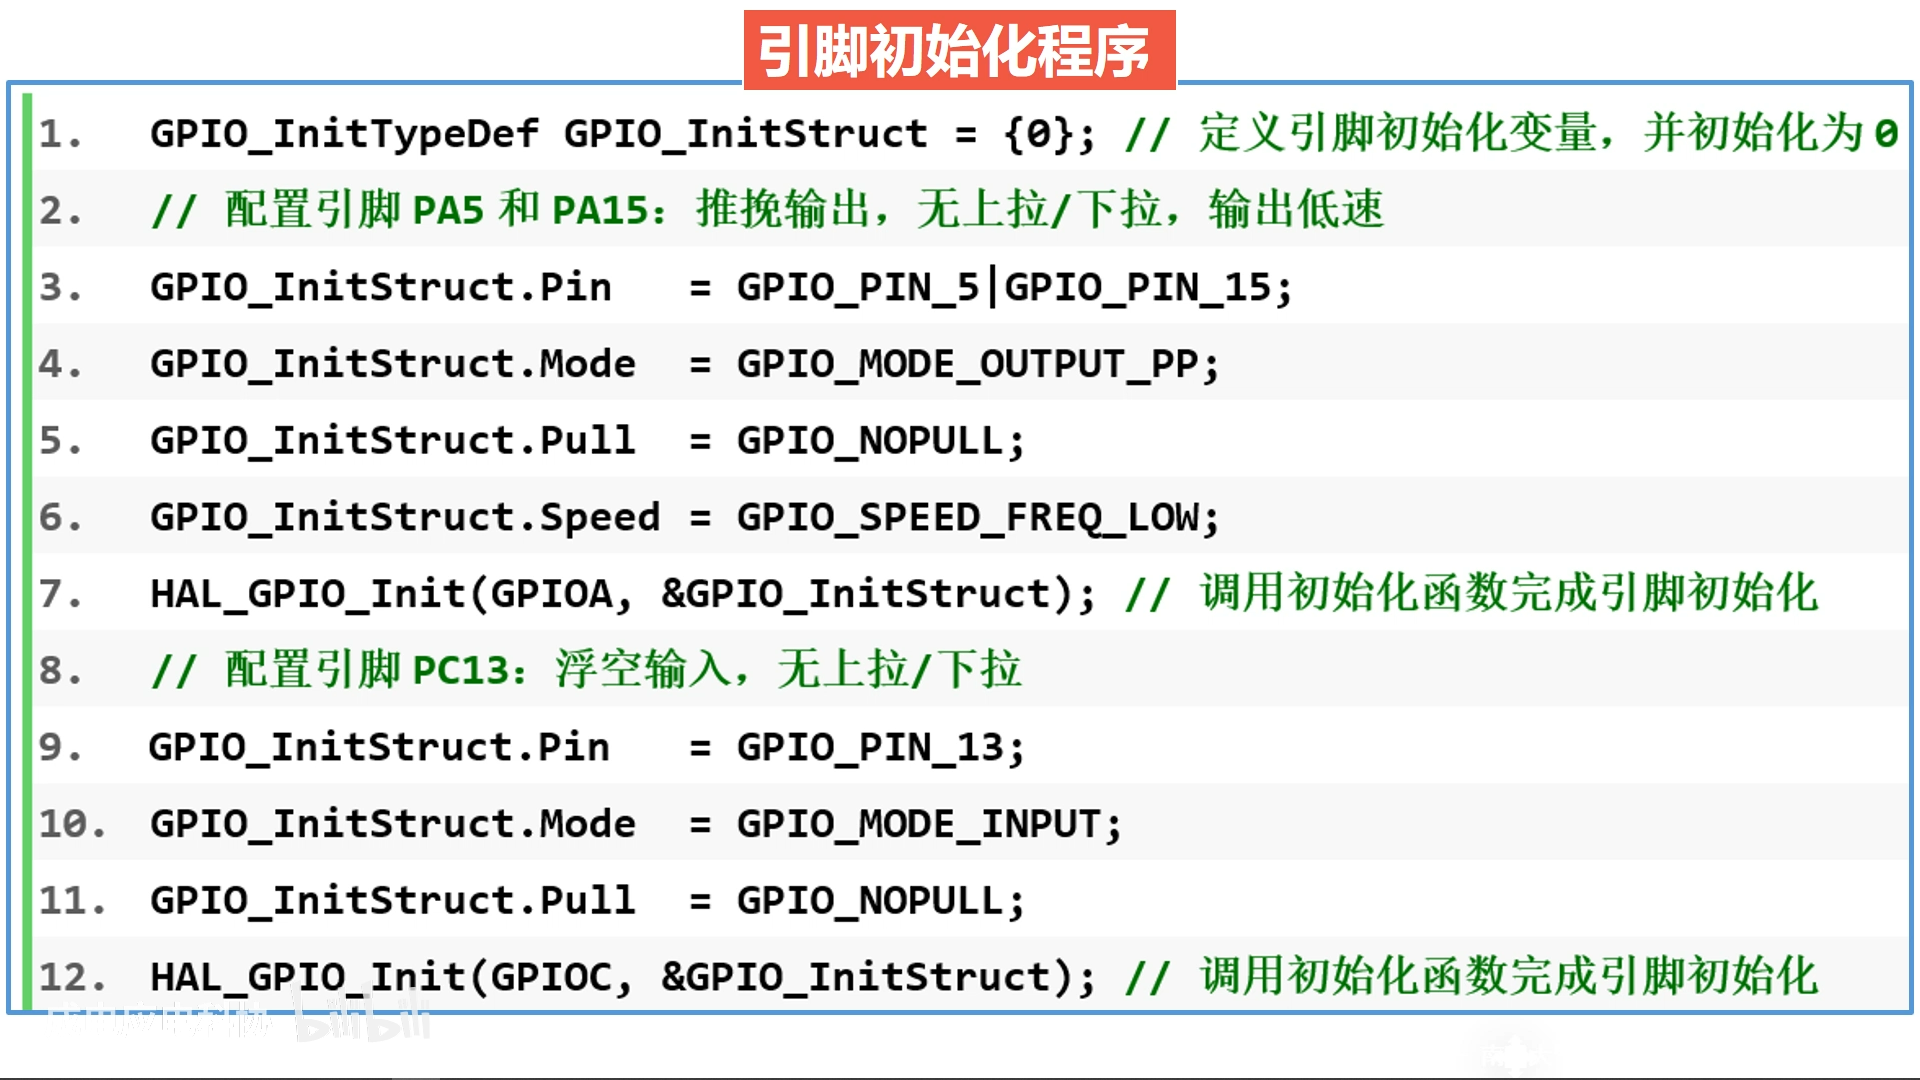 引脚初始化程序
1. GPIO_InitTypeDef GPIO_InitStruct = {0}; // 定义引脚初始化变量，并初始化为 0
2. // 配置引脚 PA5 和 PA15：推挽输出，无上拉/下拉，输出低速
3. GPIO_InitStruct.Pin = GPIO_PIN_5|GPIO_PIN_15;
4. GPIO_InitStruct.Mode = GPIO_MODE_OUTPUT_PP;
5. GPIO_InitStruct.Pull = GPIO_NOPULL;
6. GPIO_InitStruct.Speed = GPIO_SPEED_FREQ_LOW;
7. HAL_GPIO_Init(GPIOA, &GPIO_InitStruct); // 调用初始化函数完成引脚初始化
8. // 配置引脚 PC13：浮空输入，无上拉/下拉
9. GPIO_InitStruct.Pin = GPIO_PIN_13;
10. GPIO_InitStruct.Mode = GPIO_MODE_INPUT;
11. GPIO_InitStruct.Pull = GPIO_NOPULL;
12. HAL_GPIO_Init(GPIOC, &GPIO_InitStruct); // 调用初始化函数完成引脚初始化
bilibili